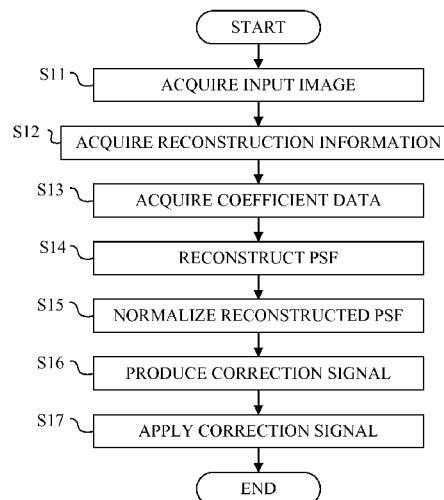 START
S11
ACQUIRE INPUT IMAGE
S12
ACQUIRE RECONSTRUCTION INFORMATION
S13
ACQUIRE COEFFICIENT DATA
S14
RECONSTRUCT PSF
S15
NORMALIZE RECONSTRUCTED PSF
S16
PRODUCE CORRECTION SIGNAL
S17
APPLY CORRECTION SIGNAL
END